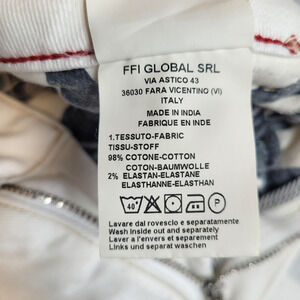 FFI GLOBAL SRL
VIA ASTICO 43
36030 FARA VICENTINO (VI)
ITALY
MADE IN INDIA
FABRIQUE EN INDE
1.TESSUTO-FABRIC
TISSU-STOFF
98% COTONE-COTTON
COTON-BAUMWOLLE
2% ELASTAN-ELASTANE
ELASTHANNE-ELASTHAN
40°
Lavare dal rovescio e separatamente
Wash inside out and separately
Laver a l'envers et separement
Links und separat waschen